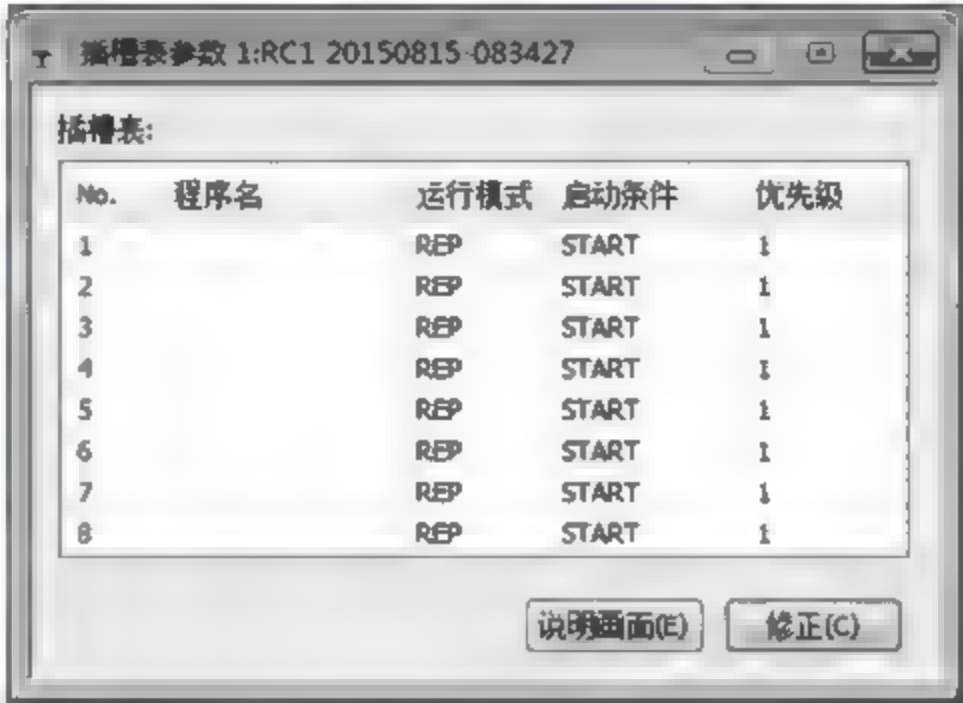 插槽表参数 1:RC1 20150815-083427
插槽表:
No. 程序名 运行模式 启动条件 优先级
1 REP START 1
2 REP START 1
3 REP START 1
4 REP START 1
5 REP START 1
6 REP START 1
7 REP START 1
8 REP START 1
说明画面(E) 修正(C)